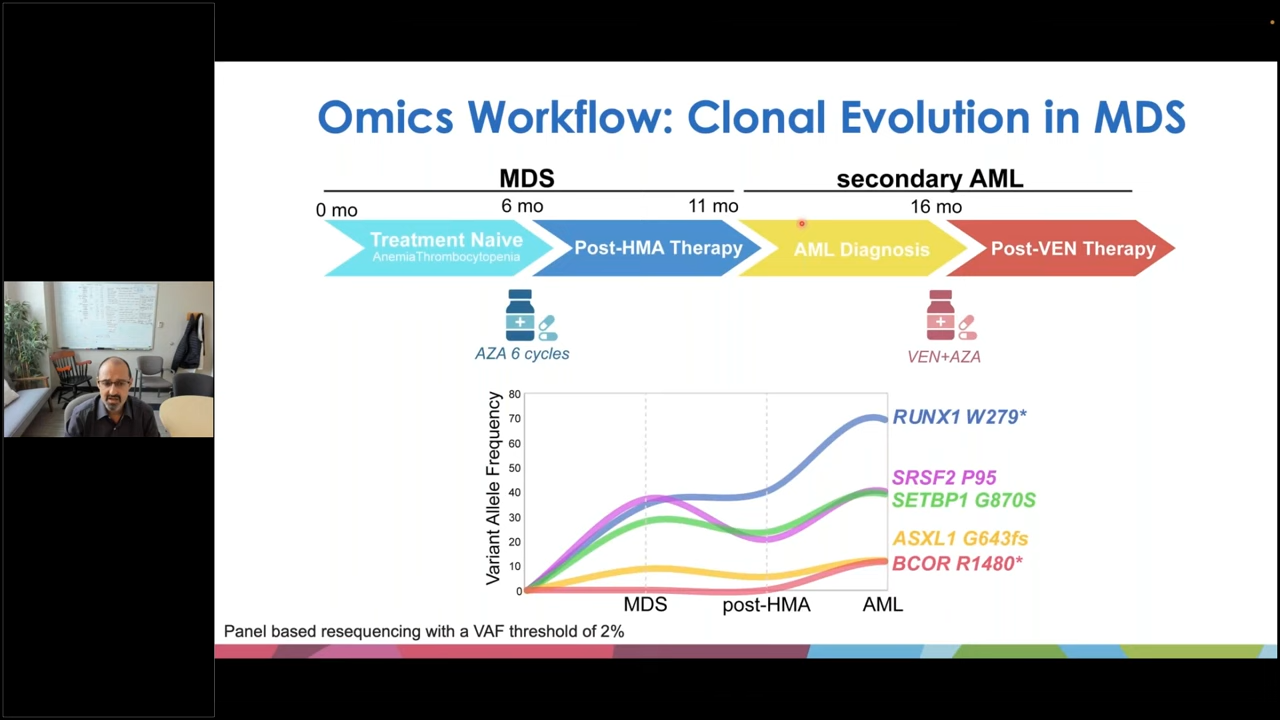 Omics Workflow: Clonal Evolution in MDS
MDS
secondary AML
0 mo
6 mo
11 mo
16 mo
Treatment Naive
AnemiaThrombocytopenia
Post-HMA Therapy
AML Diagnosis
Post-VEN Therapy
AZA 6 cycles
VEN+AZA
Variant Allele Frequency
80
70
60
50
40
30
20
10
0
RUNX1 W279*
SRSF2 P95
SETBP1 G870S
ASXL1 G643fs
BCOR R1480*
MDS
post-HMA
AML
Panel based resequencing with a VAF threshold of 2%